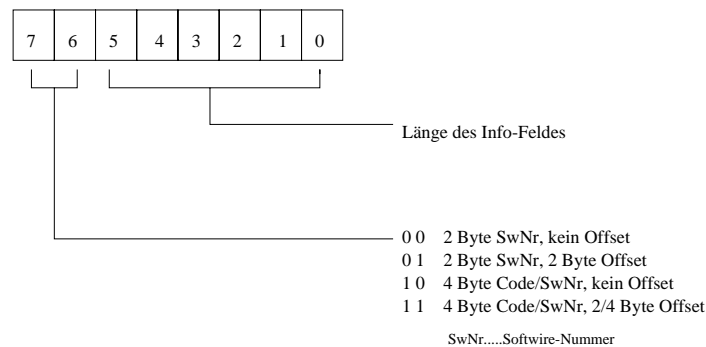 7 6 5 4 3 2 1 0
Länge des Info-Feldes
0 0 2 Byte SwNr, kein Offset
0 1 2 Byte SwNr, 2 Byte Offset
1 0 4 Byte Code/SwNr, kein Offset
1 1 4 Byte Code/SwNr, 2/4 Byte Offset
SwNr.....Softwire-Nummer